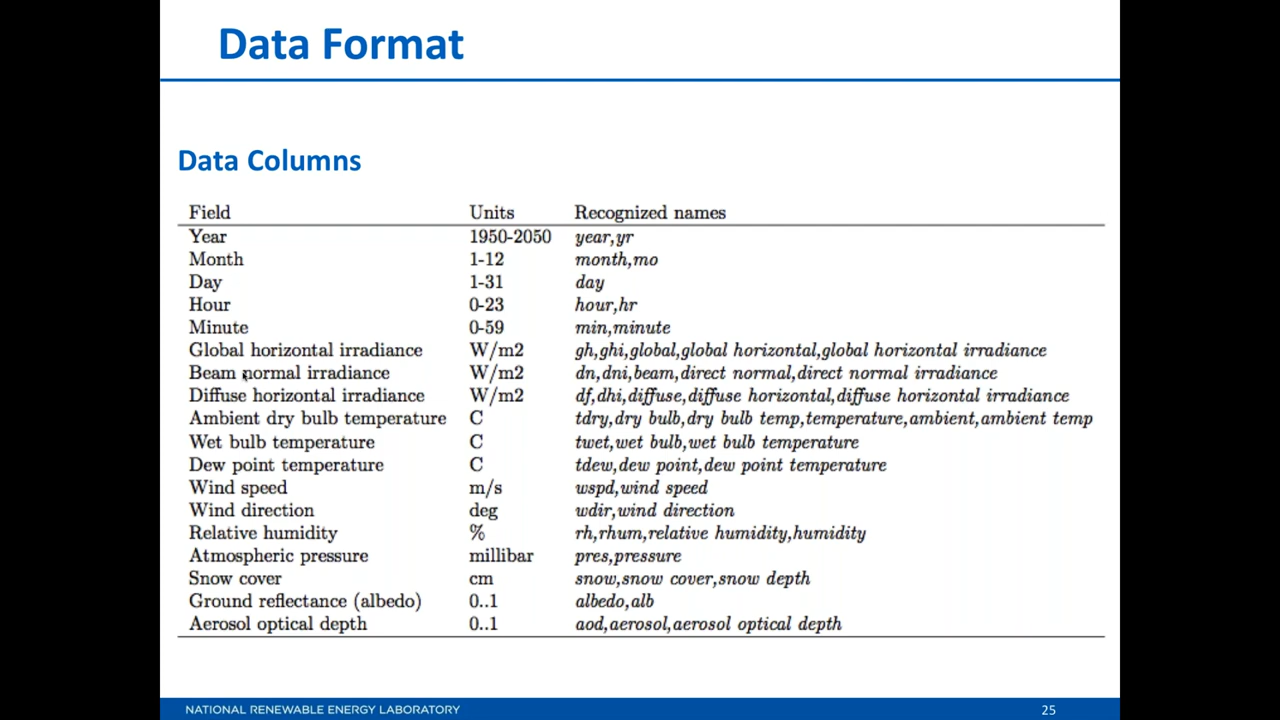 Data Format
Data Columns
Field Units Recognized names
Year 1950-2050 year,yr
Month 1-12 month,mo
Day 1-31 day
Hour 0-23 hour,hr
Minute 0-59 min,minute
Global horizontal irradiance W/m2 gh,ghi,global,global horizontal,global horizontal irradiance
Beam normal irradiance W/m2 dn,dni,beam,direct normal,direct normal irradiance
Diffuse horizontal irradiance W/m2 df,dhi,diffuse,diffuse horizontal,diffuse horizontal irradiance
Ambient dry bulb temperature C tdry,dry bulb,dry bulb temp,temperature,ambient,ambient temp
Wet bulb temperature C twet,wet bulb,wet bulb temperature
Dew point temperature C tdew,dew point,dew point temperature
Wind speed m/s wspd,wind speed
Wind direction deg wdir,wind direction
Relative humidity % rh,rhum,relative humidity,humidity
Atmospheric pressure millibar pres,pressure
Snow cover cm snow,snow cover,snow depth
Ground reflectance (albedo) 0..1 albedo,alb
Aerosol optical depth 0..1 aod,aerosol,aerosol optical depth
NATIONAL RENEWABLE ENERGY LABORATORY 25